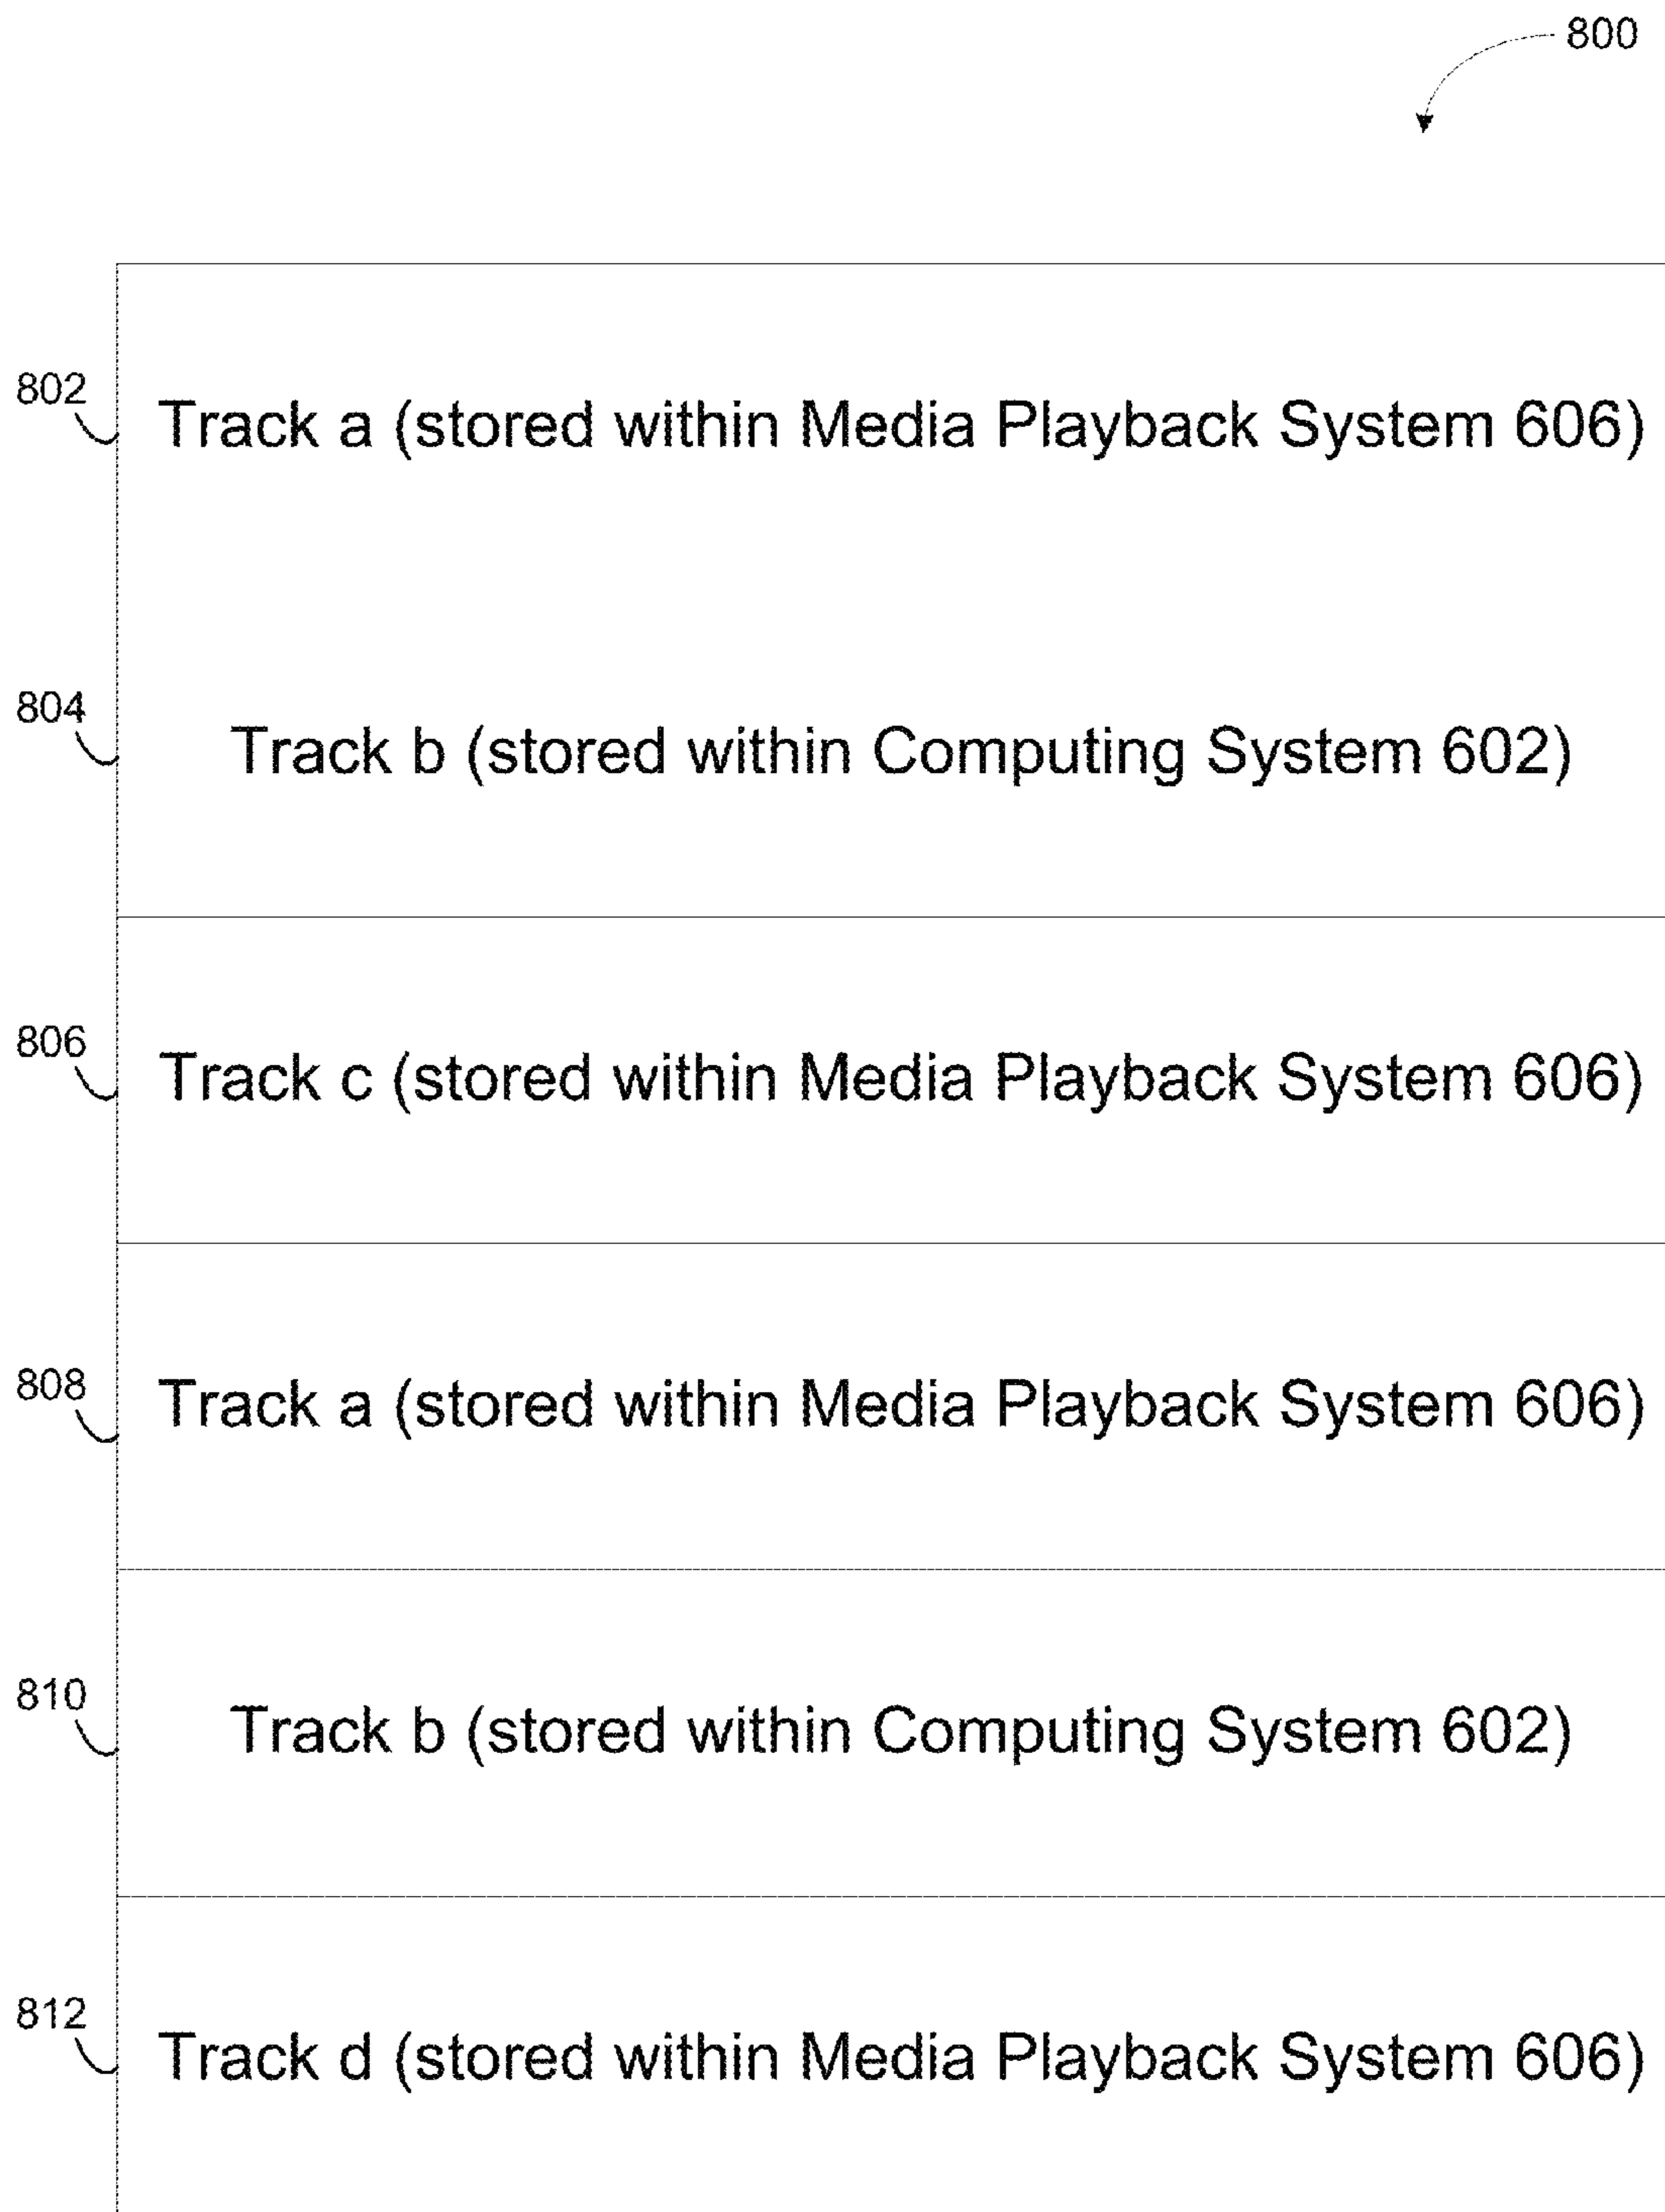 800
802 Track a (stored within Media Playback System 606)
804 Track b (stored within Computing System 602)
806 Track c (stored within Media Playback System 606)
808 Track a (stored within Media Playback System 606)
810 Track b (stored within Computing System 602)
812 Track d (stored within Media Playback System 606)